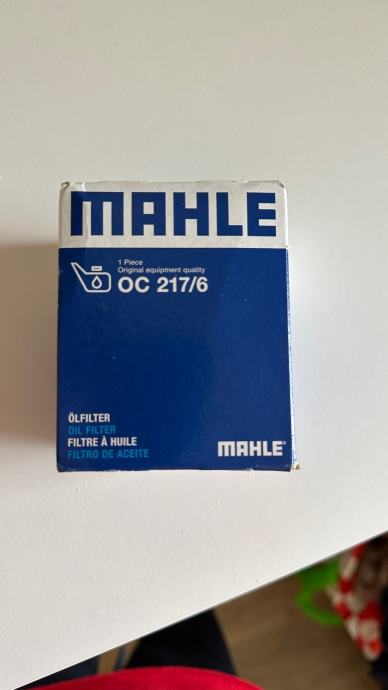 MAHLE
1 Piece
Original equipment quality
OC 217/6
ÖLFILTER
OIL FILTER
FILTRE À HUILE
FILTRO DE ACEITE
MAHLE®